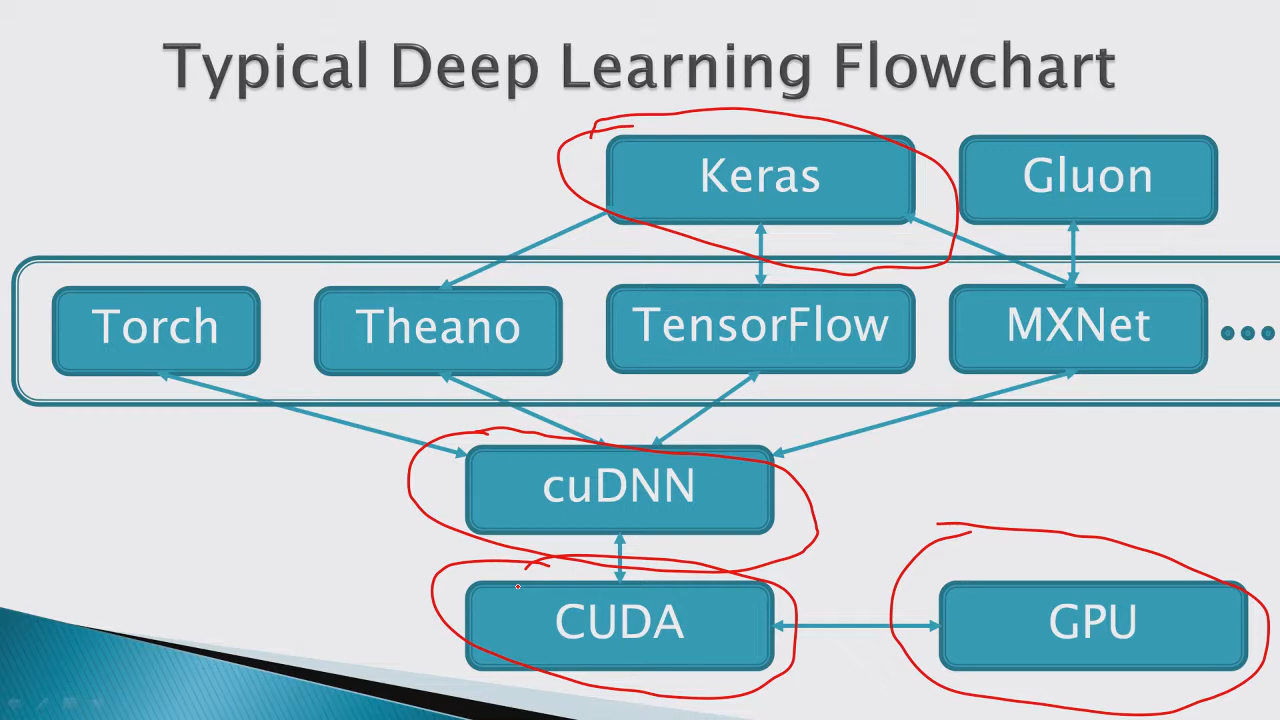 Typical Deep Learning Flowchart
Keras
Gluon
Torch
Theano
TensorFlow
MXNet
cuDNN
CUDA
GPU